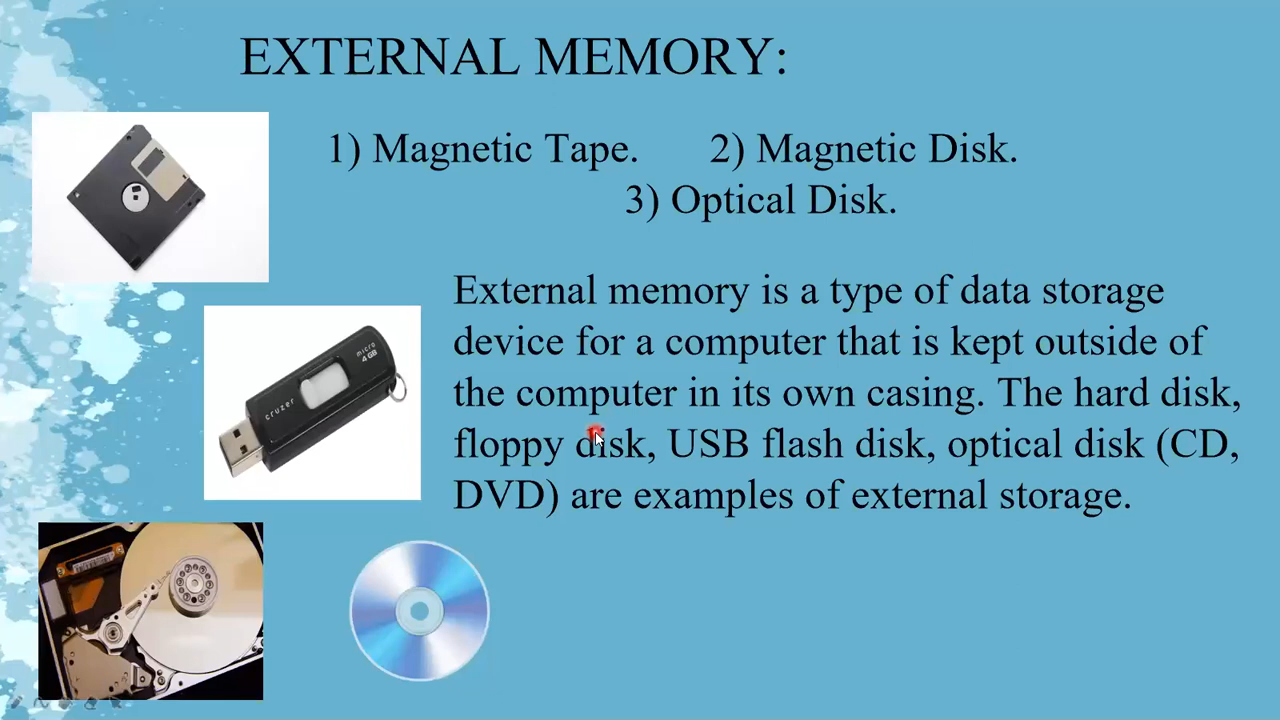 EXTERNAL MEMORY:
1) Magnetic Tape. 2) Magnetic Disk.
3) Optical Disk.
External memory is a type of data storage
device for a computer that is kept outside of
the computer in its own casing. The hard disk,
floppy disk, USB flash disk, optical disk (CD,
DVD) are examples of external storage.
micro
4 GB
cruzer